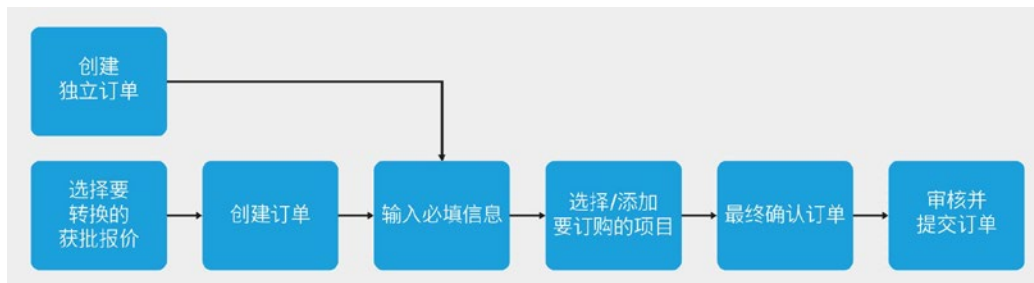 创建
独立订单
选择要
转换的
获批报价
创建订单
输入必填信息
选择/添加
要订购的项目
最终确认订单
审核并
提交订单